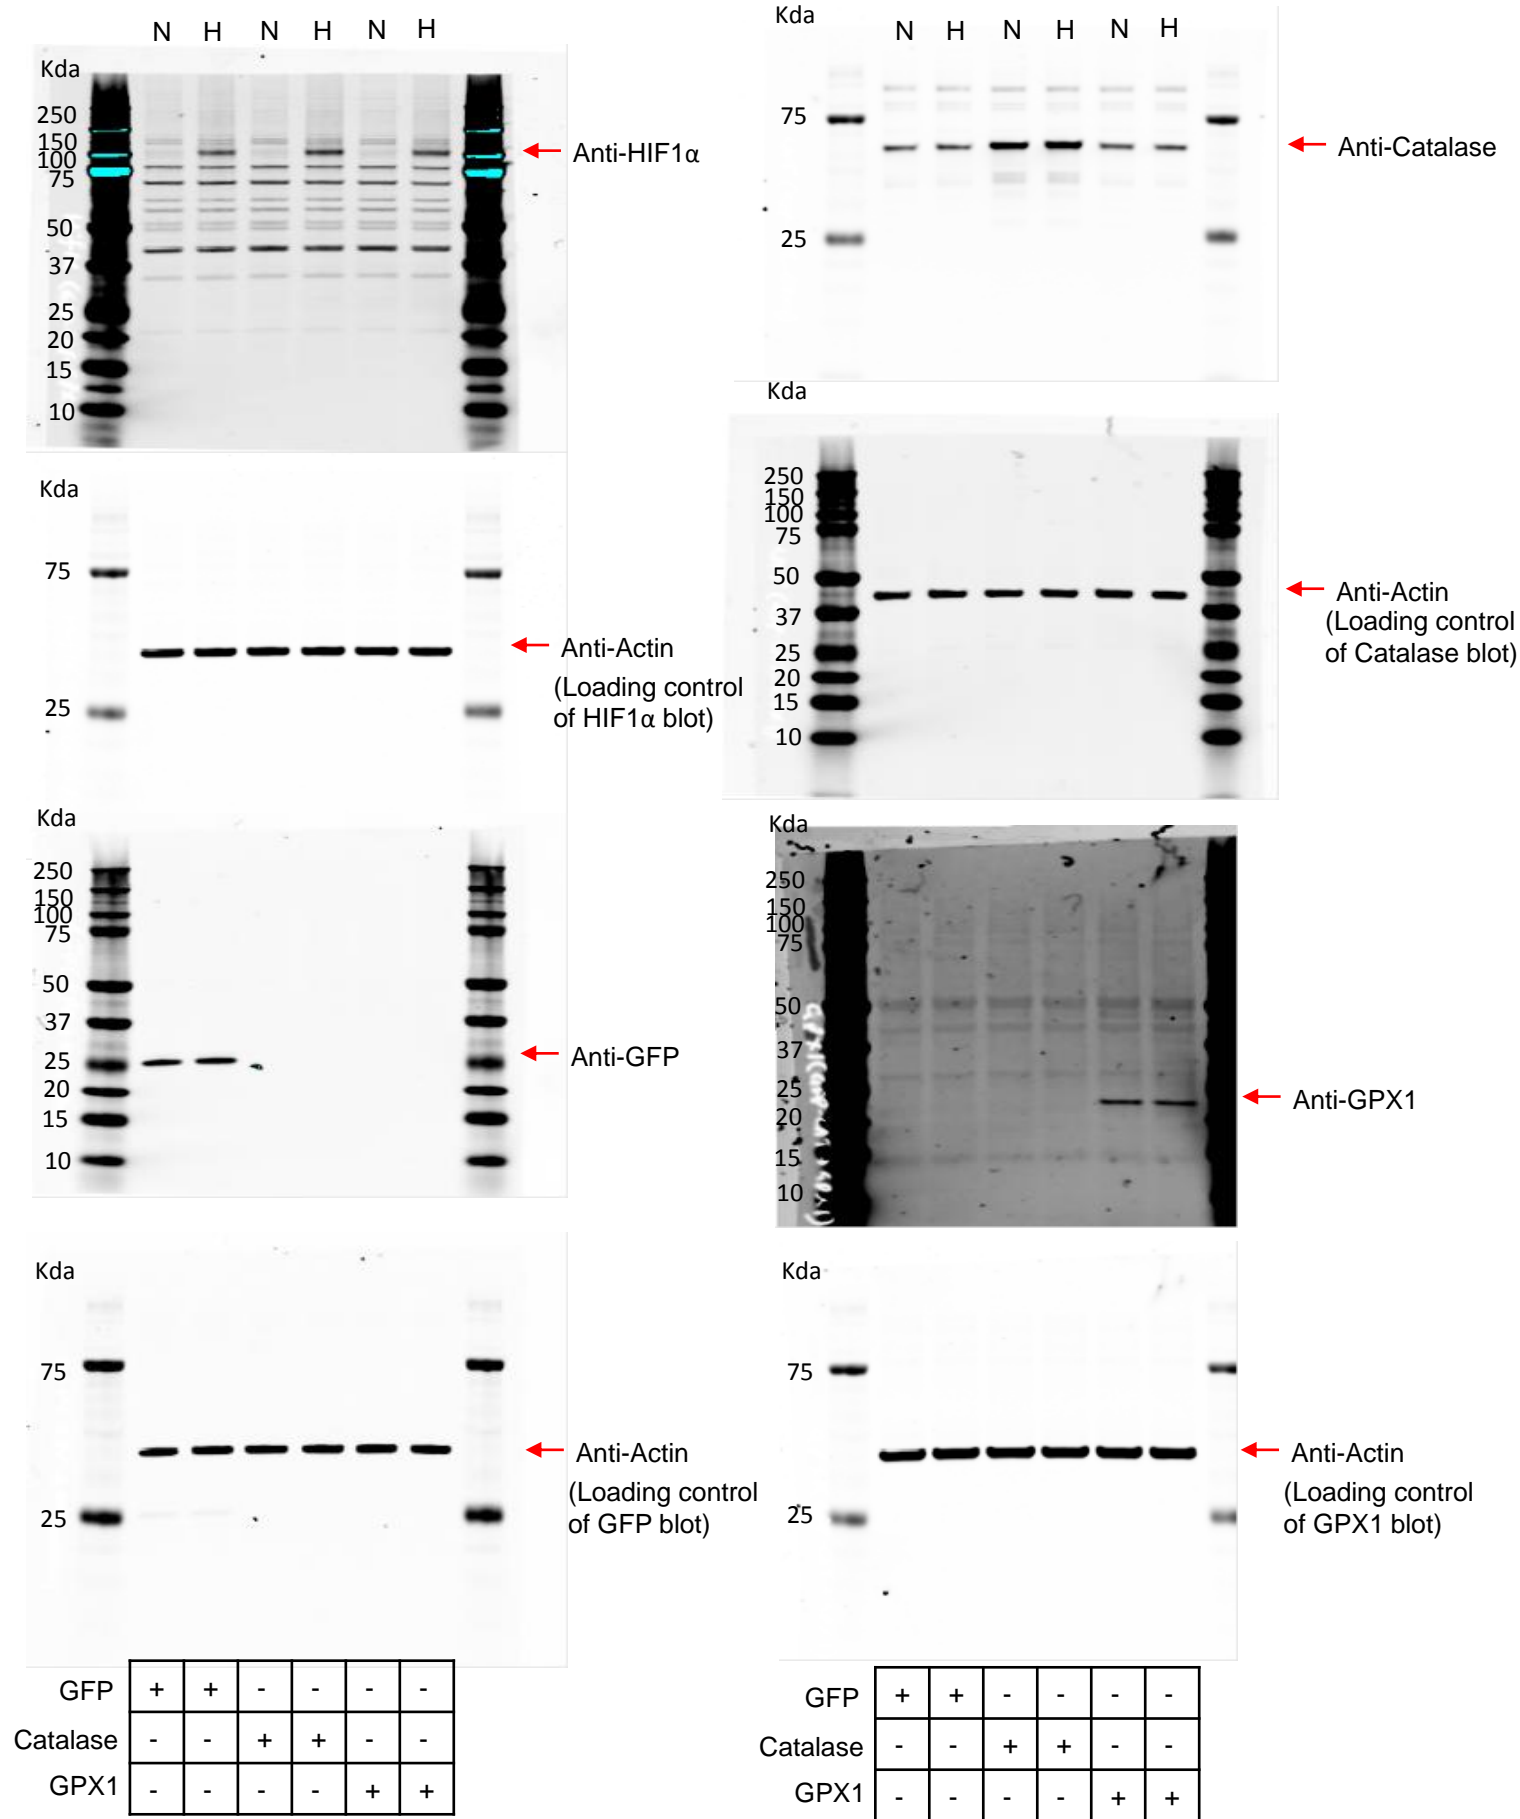 N H N H N H
Kda
250
150
100
75
50
37
25
20
15
10
Anti-HIF1α
Kda
75
25
Anti-Actin
(Loading control
of HIF1α blot)
Kda
250
150
100
75
50
37
25
20
15
10
Anti-GFP
Kda
75
25
Anti-Actin
(Loading control
of GFP blot)
GFP + + - - - -
Catalase - - + + - -
GPX1 - - - - + +
Kda
N H N H N H
75
25
Anti-Catalase
Kda
250
150
100
75
50
37
25
20
15
10
Anti-Actin
(Loading control
of Catalase blot)
Kda
250
150
100
75
50
37
25
20
15
10
Anti-GPX1
Kda
75
25
Anti-Actin
(Loading control
of GPX1 blot)
GFP + + - - - -
Catalase - - + + - -
GPX1 - - - - + +